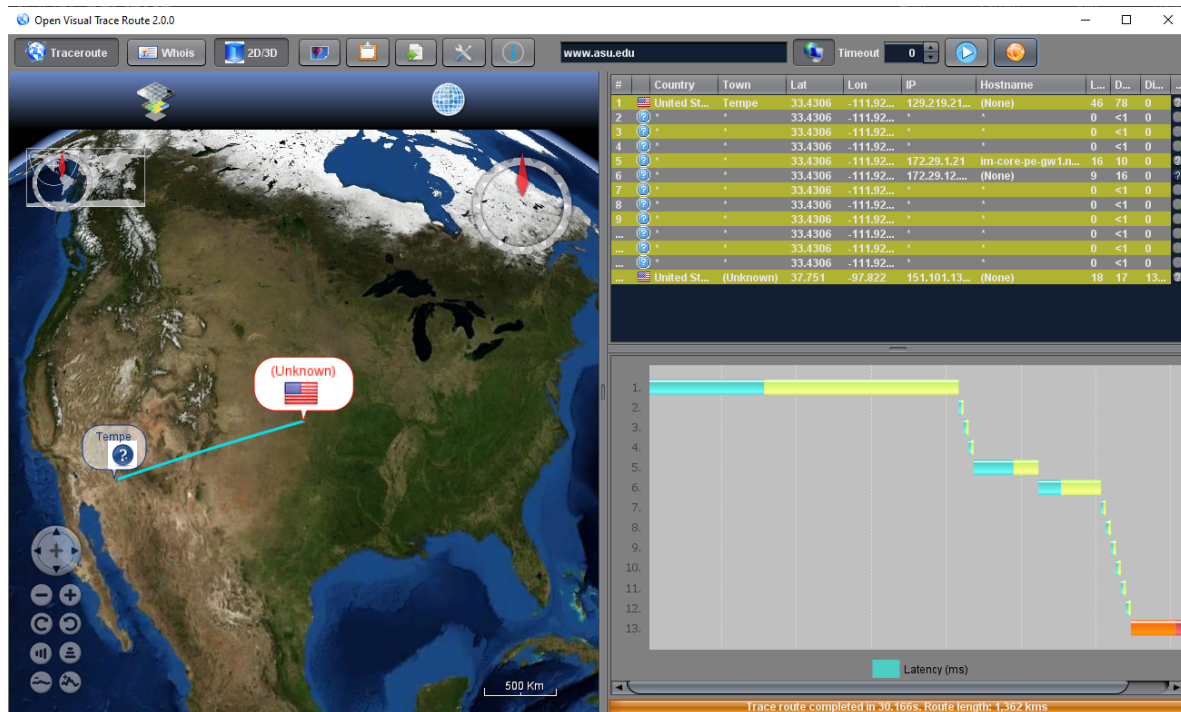 Open Visual Trace Route 2.0.0
Traceroute Whois 2D/3D www.asu.edu Timeout 0
# Country Town Lat Lon IP Hostname L... D... Di... ..
1 United St... Tempe 33.4306 -111.92... 129.219.21... (None) 46 78 0 ?
2 ? * * 33.4306 -111.92... * * 0 <1 0
3 ? * * 33.4306 -111.92... * * 0 <1 0
4 ? * * 33.4306 -111.92... * * 0 <1 0
5 ? * * 33.4306 -111.92... 172.29.1.21 im-core-pe-gw1.n... 16 10 0 ?
6 ? * * 33.4306 -111.92... 172.29.12.... (None) 9 16 0 ?
7 ? * * 33.4306 -111.92... * * 0 <1 0
8 ? * * 33.4306 -111.92... * * 0 <1 0
9 ? * * 33.4306 -111.92... * * 0 <1 0
... ? * * 33.4306 -111.92... * * 0 <1 0
... ? * * 33.4306 -111.92... * * 0 <1 0
... ? * * 33.4306 -111.92... * * 0 <1 0
... United St... (Unknown) 37.751 -97.822 151.101.13... (None) 18 17 13... ?
(Unknown)
Tempe
?
500 Km
1.
2.
3.
4.
5.
6.
7.
8.
9.
10.
11.
12.
13.
Latency (ms)
Trace route completed in 30.166s. Route length: 1,362 kms